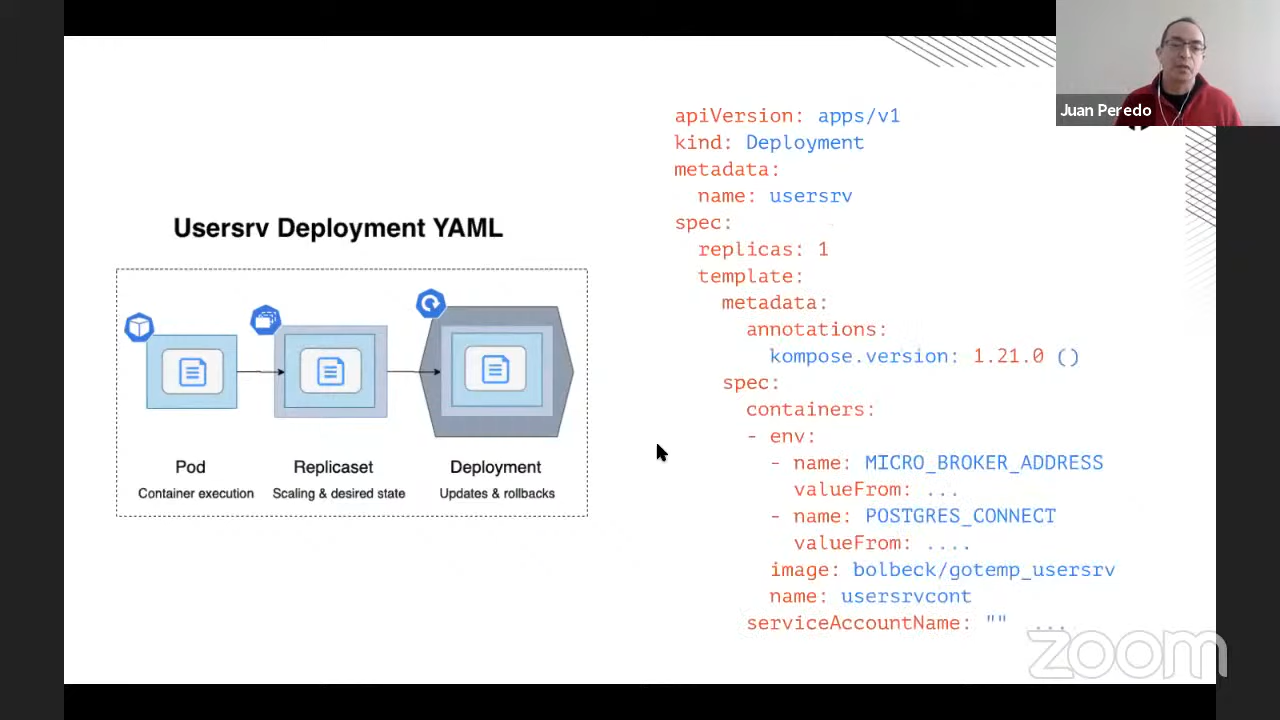 Juan Peredo
Usersrv Deployment YAML
Pod
Container execution
Replicaset
Scaling & desired state
Deployment
Updates & rollbacks
apiVersion: apps/v1
kind: Deployment
metadata:
  name: usersrv
spec:
  replicas: 1
  template:
    metadata:
      annotations:
        kompose.version: 1.21.0 ()
    spec:
      containers:
      - env:
        - name: MICRO_BROKER_ADDRESS
          valueFrom: ...
        - name: POSTGRES_CONNECT
          valueFrom: ....
        image: bolbeck/gotemp_usersrv
        name: usersrvcont
      serviceAccountName: "" ...
zoom